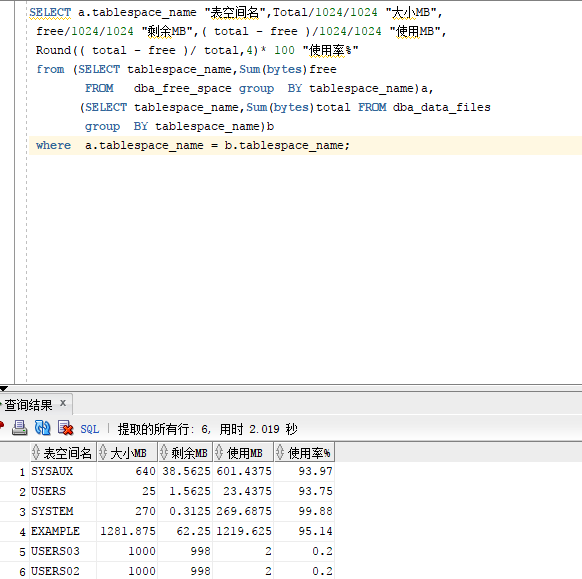 SELECT a.tablespace_name "表空间名",Total/1024/1024 "大小MB",
free/1024/1024 "剩余MB",( total - free )/1024/1024 "使用MB",
Round(( total - free )/ total,4)* 100 "使用率%"
from (SELECT tablespace_name,Sum(bytes)free
FROM dba_free_space group BY tablespace_name)a,
(SELECT tablespace_name,Sum(bytes)total FROM dba_data_files
group BY tablespace_name)b
where a.tablespace_name = b.tablespace_name;
查询结果 x
SQL | 提取的所有行: 6, 用时 2.019 秒
表空间名 大小MB 剩余MB 使用MB 使用率%
1 SYSAUX 640 38.5625 601.4375 93.97
2 USERS 25 1.5625 23.4375 93.75
3 SYSTEM 270 0.3125 269.6875 99.88
4 EXAMPLE 1281.875 62.25 1219.625 95.14
5 USERS03 1000 998 2 0.2
6 USERS02 1000 998 2 0.2